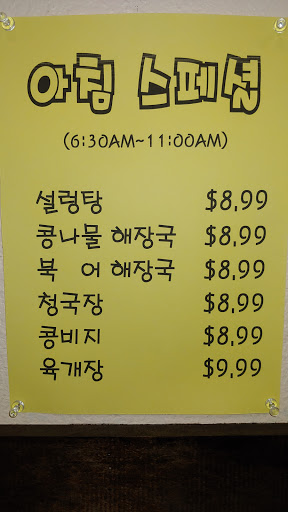 아침 스페셜
(6:30AM~11:00AM)
설렁탕 $8.99
콩나물 해장국 $8.99
북 어 해장국 $8.99
청국장 $8.99
콩비지 $8.99
육개장 $9.99